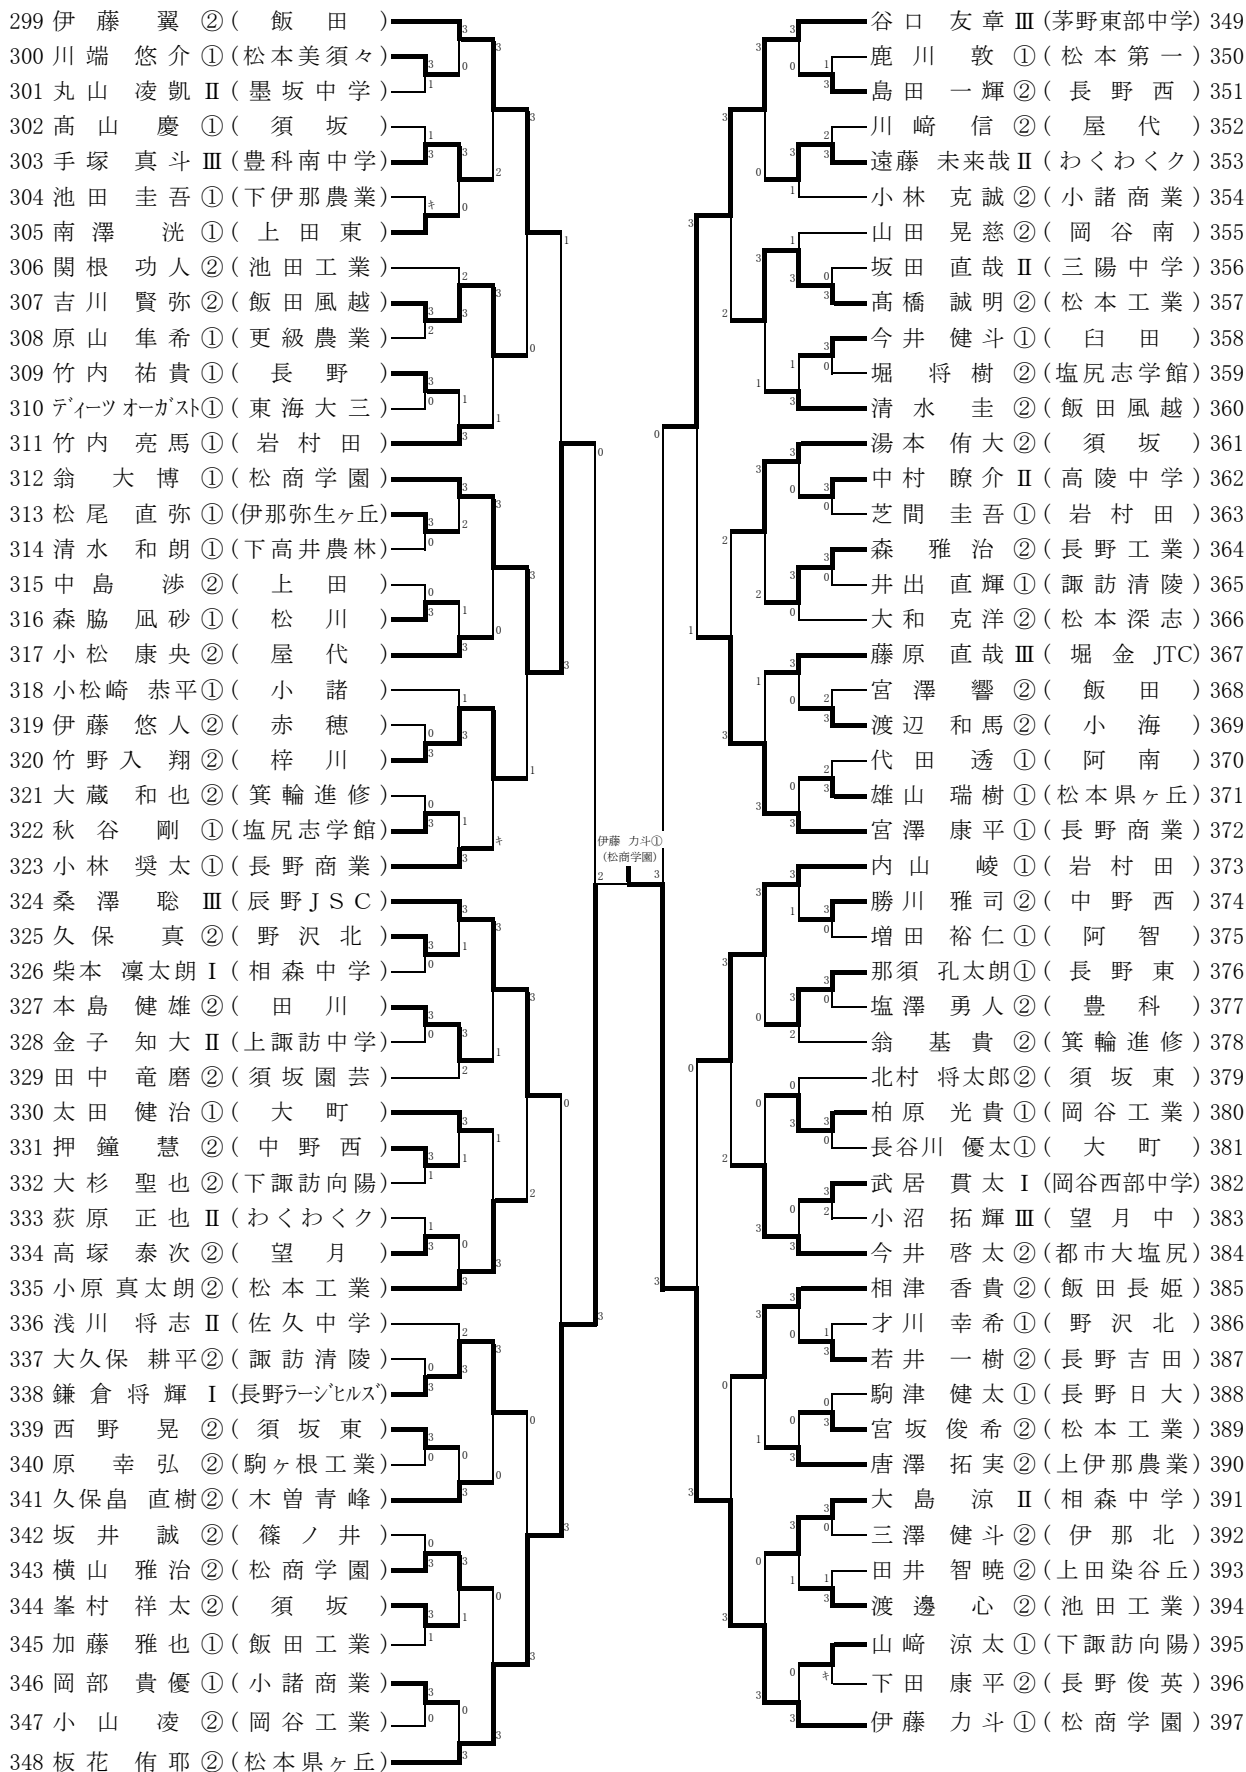 299 伊藤 翼 ② ( 飯田 )
300 川端 悠介 ① (松本美須々)
301 丸山 凌凱 Ⅱ ( 墨坂中学 )
302 髙山 慶 ① ( 須坂 )
303 手塚 真斗 Ⅲ (豊科南中学)
304 池田 圭吾 ① (下伊那農業)
305 南澤 洸 ① ( 上田東 )
306 関根 功人 ② ( 池田工業 )
307 吉川 賢弥 ② ( 飯田風越 )
308 原山 隼希 ① ( 更級農業 )
309 竹内 祐貴 ① ( 長野 )
310 ディーツ オーガスト ① ( 東海大三 )
311 竹内 亮馬 ① ( 岩村田 )
312 翁 大博 ① ( 松商学園 )
313 松尾 直弥 ① (伊那弥生ヶ丘)
314 清水 和朗 ① (下高井農林)
315 中島 渉 ② ( 上田 )
316 森脇 凪砂 ① ( 松川 )
317 小松 康央 ② ( 屋代 )
318 小松崎 恭平 ① ( 小諸 )
319 伊藤 悠人 ② ( 赤穂 )
320 竹野入 翔 ② ( 梓川 )
321 大蔵 和也 ② ( 箕輪進修 )
322 秋谷 剛 ① (塩尻志学館)
323 小林 奨太 ① ( 長野商業 )
324 桑澤 聡 Ⅲ ( 辰野JSC )
325 久保 真 ② ( 野沢北 )
326 柴本 凜太朗 Ⅰ ( 相森中学 )
327 本島 健雄 ② ( 田川 )
328 金子 知大 Ⅱ (上諏訪中学)
329 田中 竜磨 ② ( 須坂園芸 )
330 太田 健治 ① ( 大町 )
331 押鐘 慧 ② ( 中野西 )
332 大杉 聖也 ② (下諏訪向陽)
333 荻原 正也 Ⅱ (わくわくク)
334 高塚 泰次 ② ( 望月 )
335 小原 真太朗 ② ( 松本工業 )
336 浅川 将志 Ⅱ ( 佐久中学 )
337 大久保 耕平 ② ( 諏訪清陵 )
338 鎌倉 将輝 Ⅰ (長野ラージヒルズ)
339 西野 晃 ② ( 須坂東 )
340 原 幸弘 ② (駒ヶ根工業)
341 久保畠 直樹 ② ( 木曽青峰 )
342 坂井 誠 ② ( 篠ノ井 )
343 横山 雅治 ② ( 松商学園 )
344 峯村 祥太 ② ( 須坂 )
345 加藤 雅也 ① ( 飯田工業 )
346 岡部 貴優 ① ( 小諸商業 )
347 小山 凌 ② ( 岡谷工業 )
348 板花 侑耶 ② (松本県ヶ丘)
伊藤 力斗①
(松商学園)
2 3
谷口 友章 Ⅲ (茅野東部中学) 349
鹿川 敦 ① ( 松本第一 ) 350
島田 一輝 ② ( 長野西 ) 351
川﨑 信 ② ( 屋代 ) 352
遠藤 未来哉 Ⅱ (わくわくク) 353
小林 克誠 ② ( 小諸商業 ) 354
山田 晃慈 ② ( 岡谷南 ) 355
坂田 直哉 Ⅱ ( 三陽中学 ) 356
髙橋 誠明 ② ( 松本工業 ) 357
今井 健斗 ① ( 臼田 ) 358
堀 将樹 ② (塩尻志学館) 359
清水 圭 ② ( 飯田風越 ) 360
湯本 侑大 ② ( 須坂 ) 361
中村 瞭介 Ⅱ ( 高陵中学 ) 362
芝間 圭吾 ① ( 岩村田 ) 363
森 雅治 ② ( 長野工業 ) 364
井出 直輝 ① ( 諏訪清陵 ) 365
大和 克洋 ② ( 松本深志 ) 366
藤原 直哉 Ⅲ ( 堀金 JTC) 367
宮澤 響 ② ( 飯田 ) 368
渡辺 和馬 ② ( 小海 ) 369
代田 透 ① ( 阿南 ) 370
雄山 瑞樹 ① (松本県ヶ丘) 371
宮澤 康平 ① ( 長野商業 ) 372
内山 崚 ① ( 岩村田 ) 373
勝川 雅司 ② ( 中野西 ) 374
増田 裕仁 ① ( 阿智 ) 375
那須 孔太朗 ① ( 長野東 ) 376
塩澤 勇人 ② ( 豊科 ) 377
翁 基貴 ② ( 箕輪進修 ) 378
北村 将太郎 ② ( 須坂東 ) 379
柏原 光貴 ① ( 岡谷工業 ) 380
長谷川 優太 ① ( 大町 ) 381
武居 貫太 Ⅰ (岡谷西部中学) 382
小沼 拓輝 Ⅲ ( 望月中 ) 383
今井 啓太 ② (都市大塩尻) 384
相津 香貴 ② ( 飯田長姫 ) 385
才川 幸希 ① ( 野沢北 ) 386
若井 一樹 ② ( 長野吉田 ) 387
駒津 健太 ① ( 長野日大 ) 388
宮坂 俊希 ② ( 松本工業 ) 389
唐澤 拓実 ② (上伊那農業) 390
大島 涼 Ⅱ ( 相森中学 ) 391
三澤 健斗 ② ( 伊那北 ) 392
田井 智暁 ② (上田染谷丘) 393
渡邊 心 ② ( 池田工業 ) 394
山﨑 涼太 ① (下諏訪向陽) 395
下田 康平 ② ( 長野俊英 ) 396
伊藤 力斗 ① ( 松商学園 ) 397